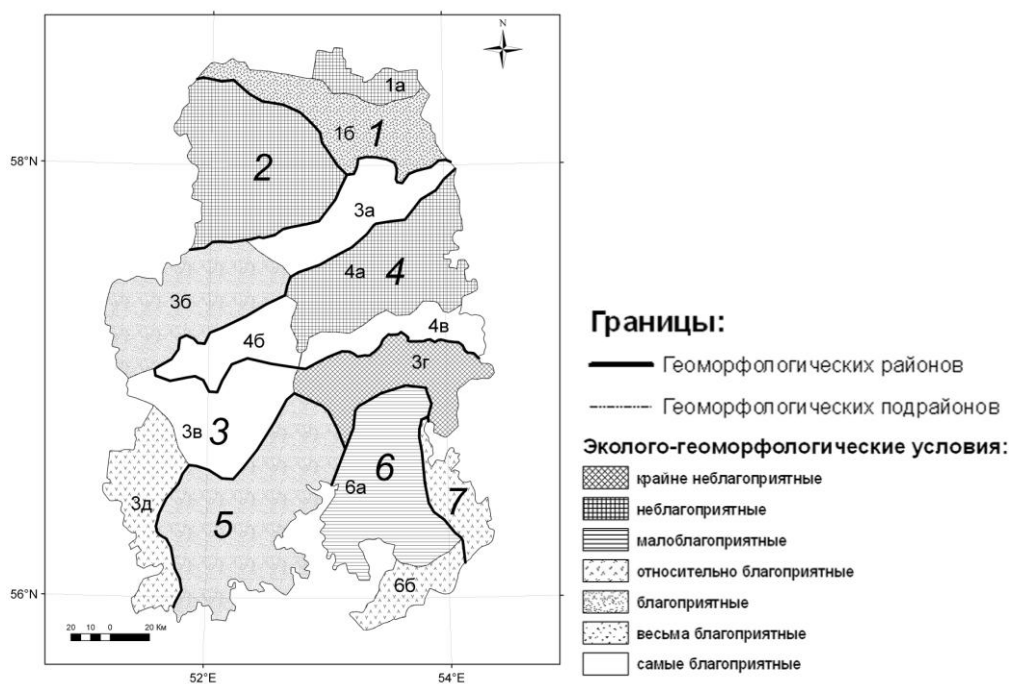 N
58°N
56°N
52°E
54°E
1а
1б
1
2
3а
4а
4
3б
4б
4в
3г
3в
3
3д
5
6а
6
7
6б
20 10 0 20 Км
Границы:
Геоморфологических районов
Геоморфологических подрайонов
Эколого-геоморфологические условия:
крайне неблагоприятные
неблагоприятные
малоблагоприятные
относительно благоприятные
благоприятные
весьма благоприятные
самые благоприятные